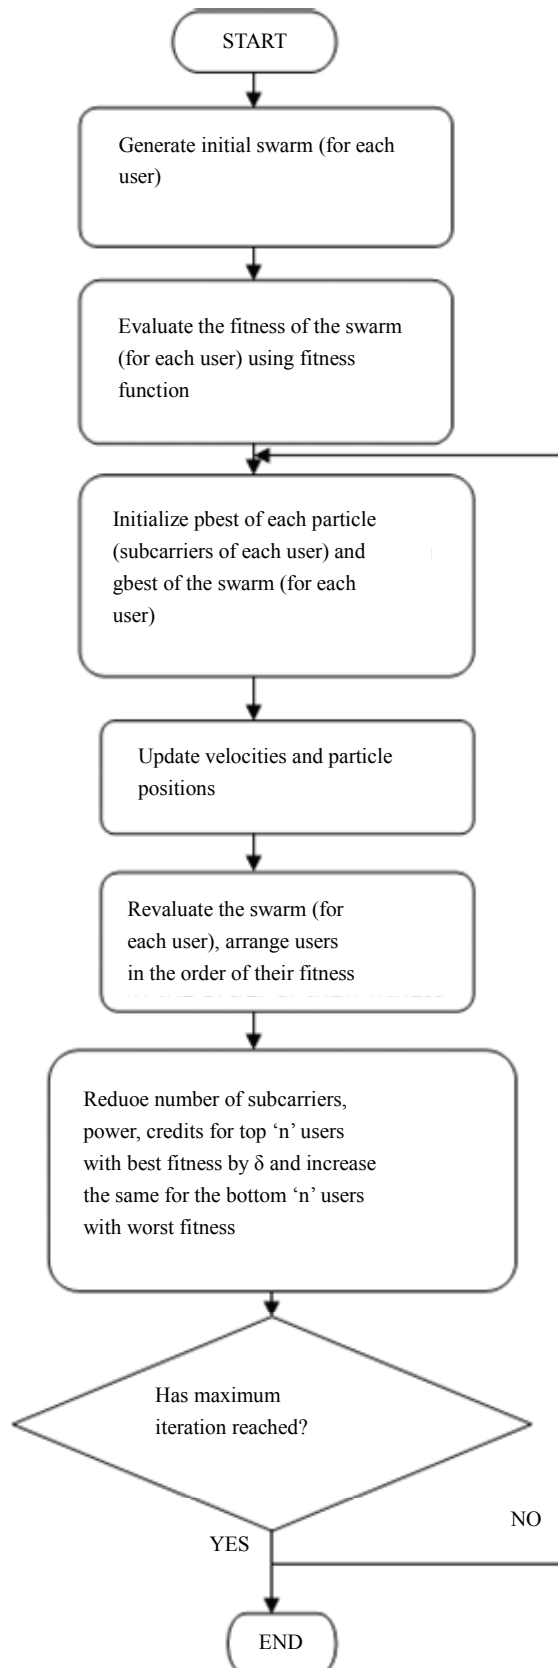 START
Generate initial swarm (for each
user)
Evaluate the fitness of the swarm
(for each user) using fitness
function
Initialize pbest of each particle
(subcarriers of each user) and
gbest of the swarm (for each
user)
Update velocities and particle
positions
Revaluate the swarm (for
each user), arrange users
in the order of their fitness
Reduoe number of subcarriers,
power, credits for top ‘n’ users
with best fitness by δ and increase
the same for the bottom ‘n’ users
with worst fitness
Has maximum
iteration reached?
NO
YES
END